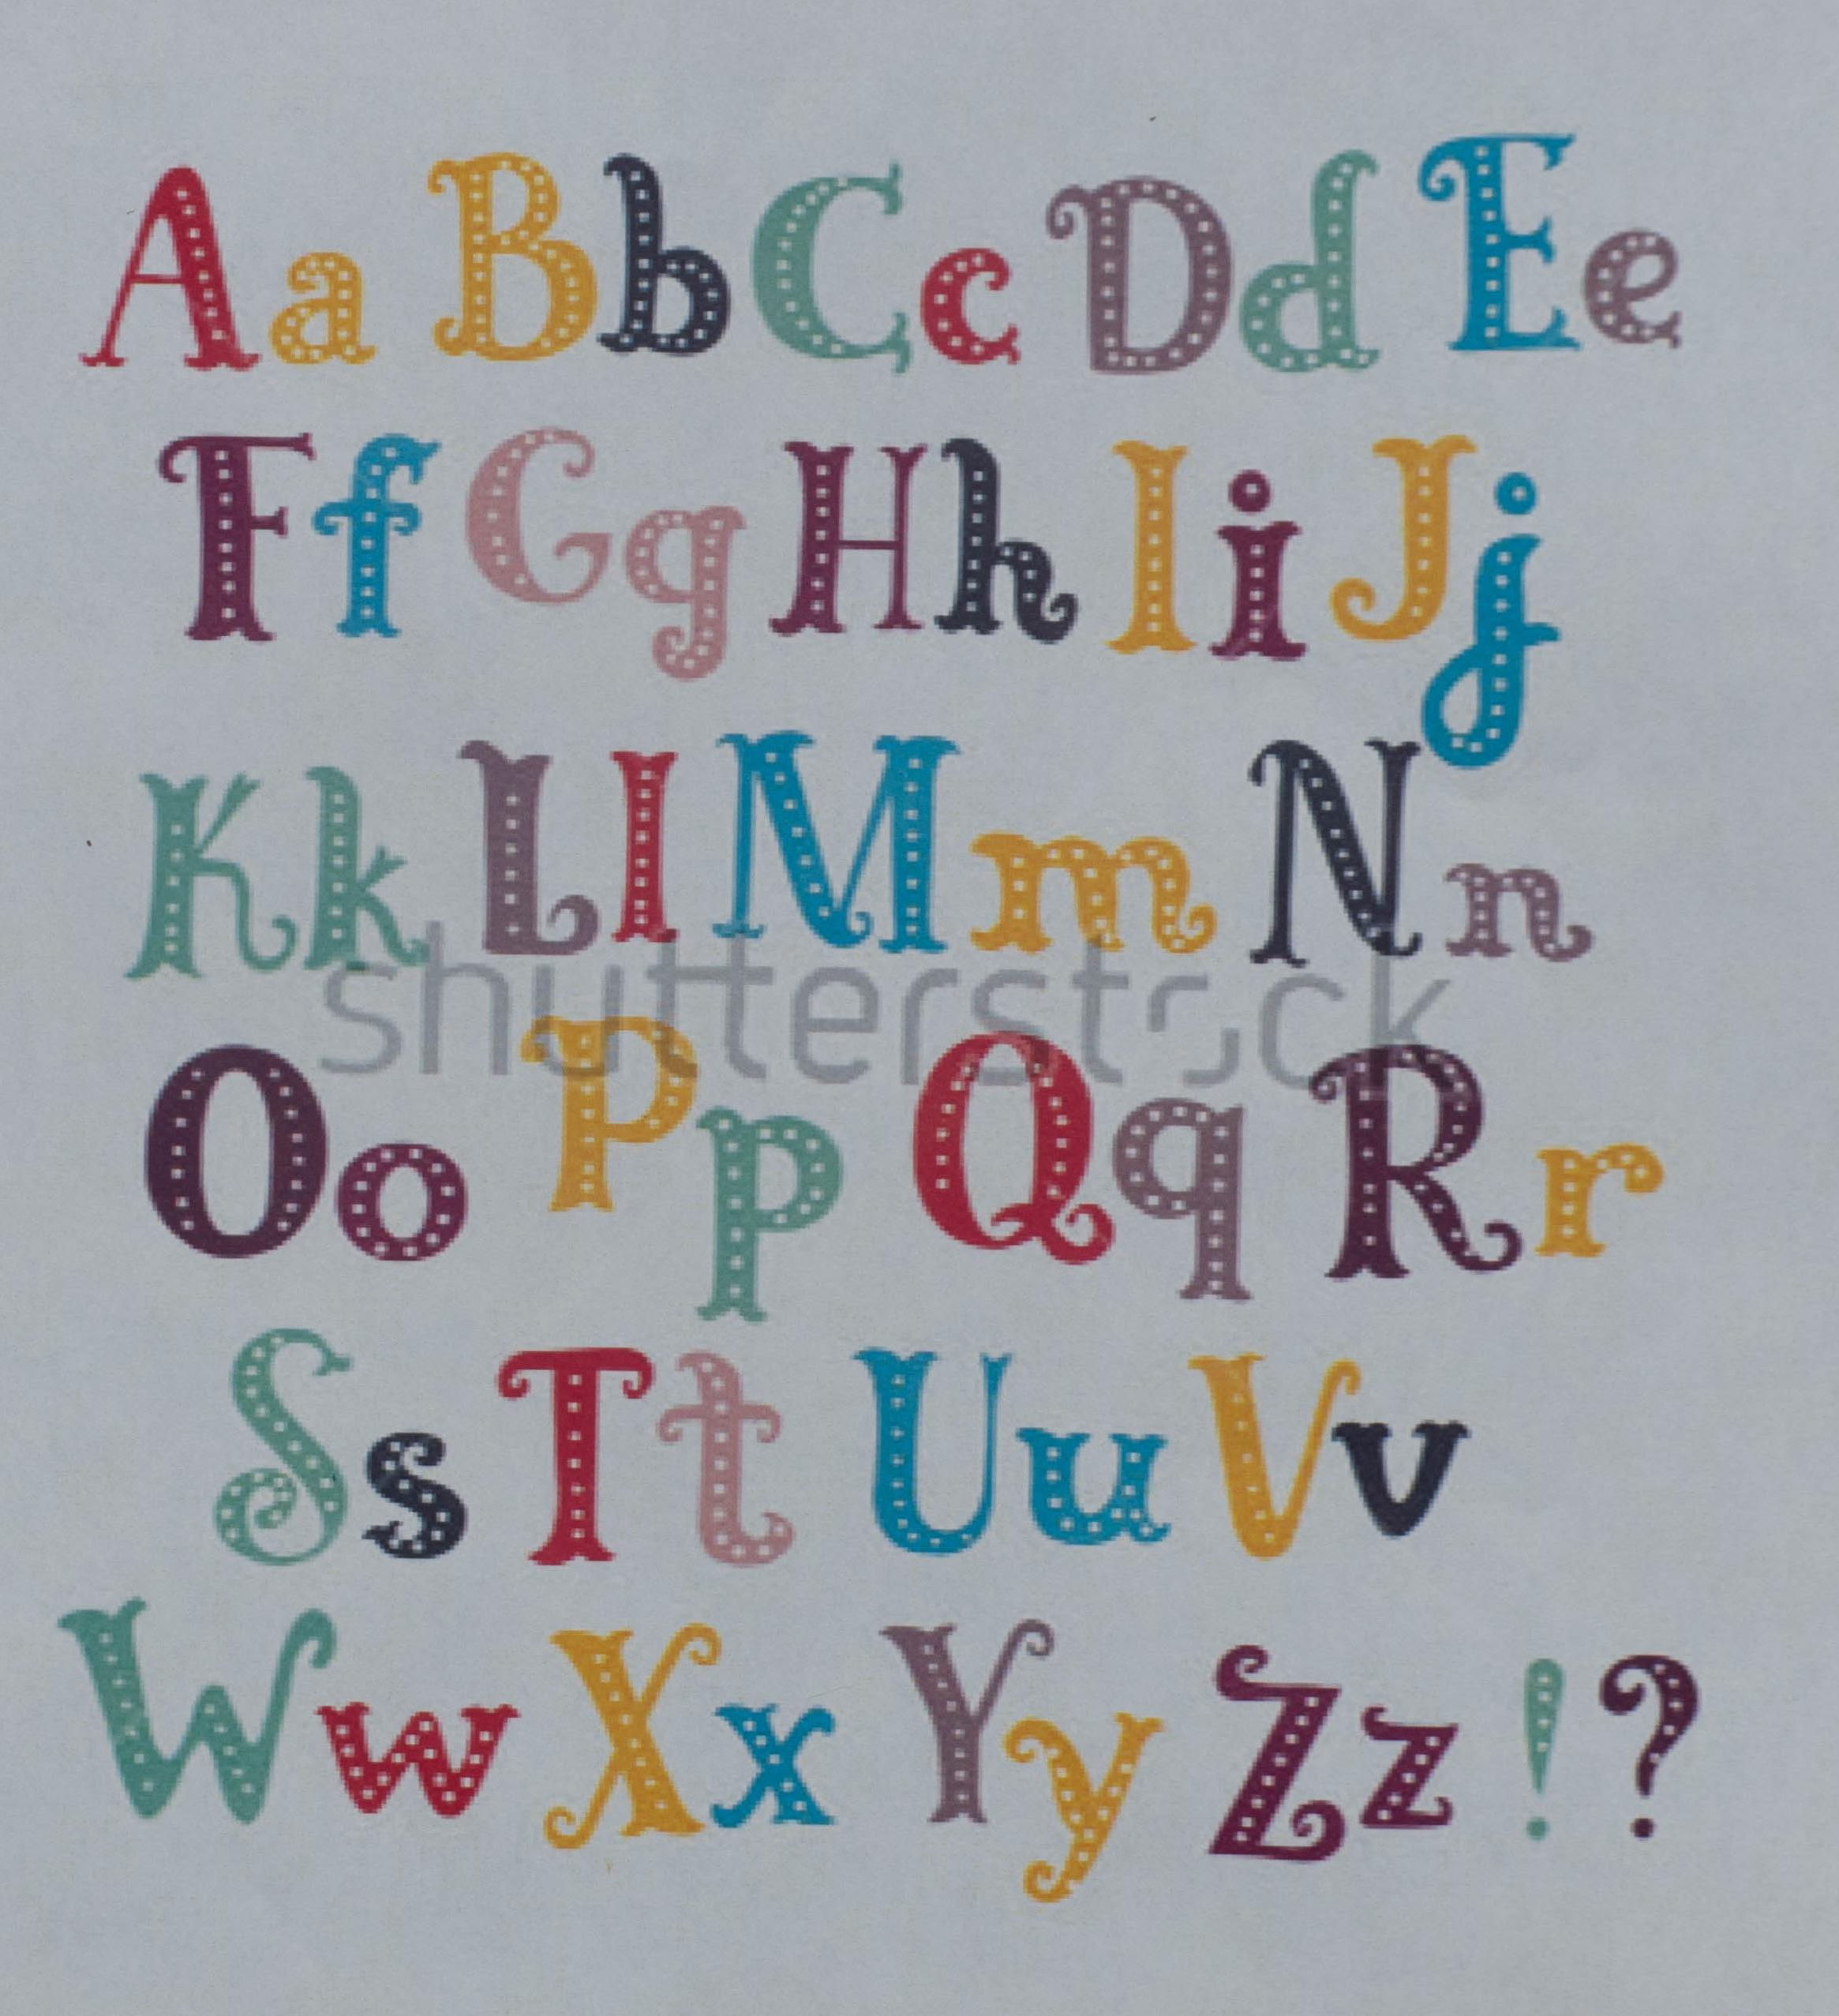 Aa Bb Cc Dd Ee
Ff Gg Hh Ii Jj
Kk Ll Mm Nn
shutterstock
Oo Pp Qq Rr
Ss Tt Uu Vv
Ww Xx Yy Zz ! ?